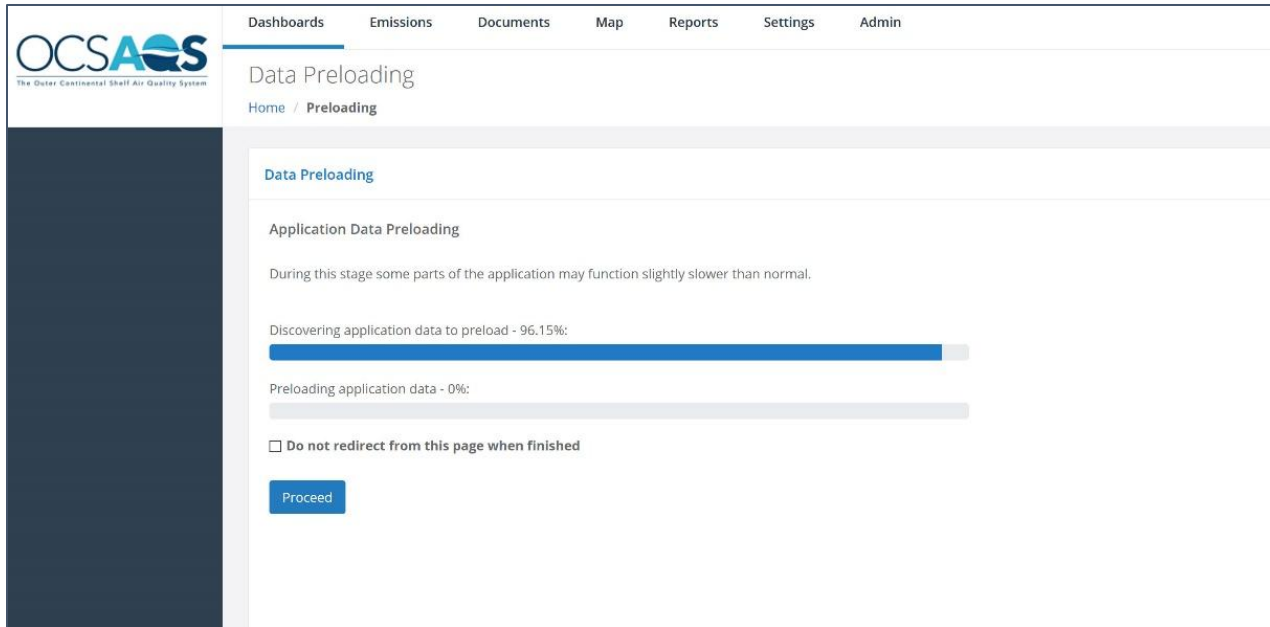 Dashboards Emissions Documents Map Reports Settings Admin
OCSAQS
The Outer Continental Shelf Air Quality System
Data Preloading
Home / Preloading
Data Preloading
Application Data Preloading
During this stage some parts of the application may function slightly slower than normal.
Discovering application data to preload - 96.15%:
Preloading application data - 0%:
Do not redirect from this page when finished
Proceed